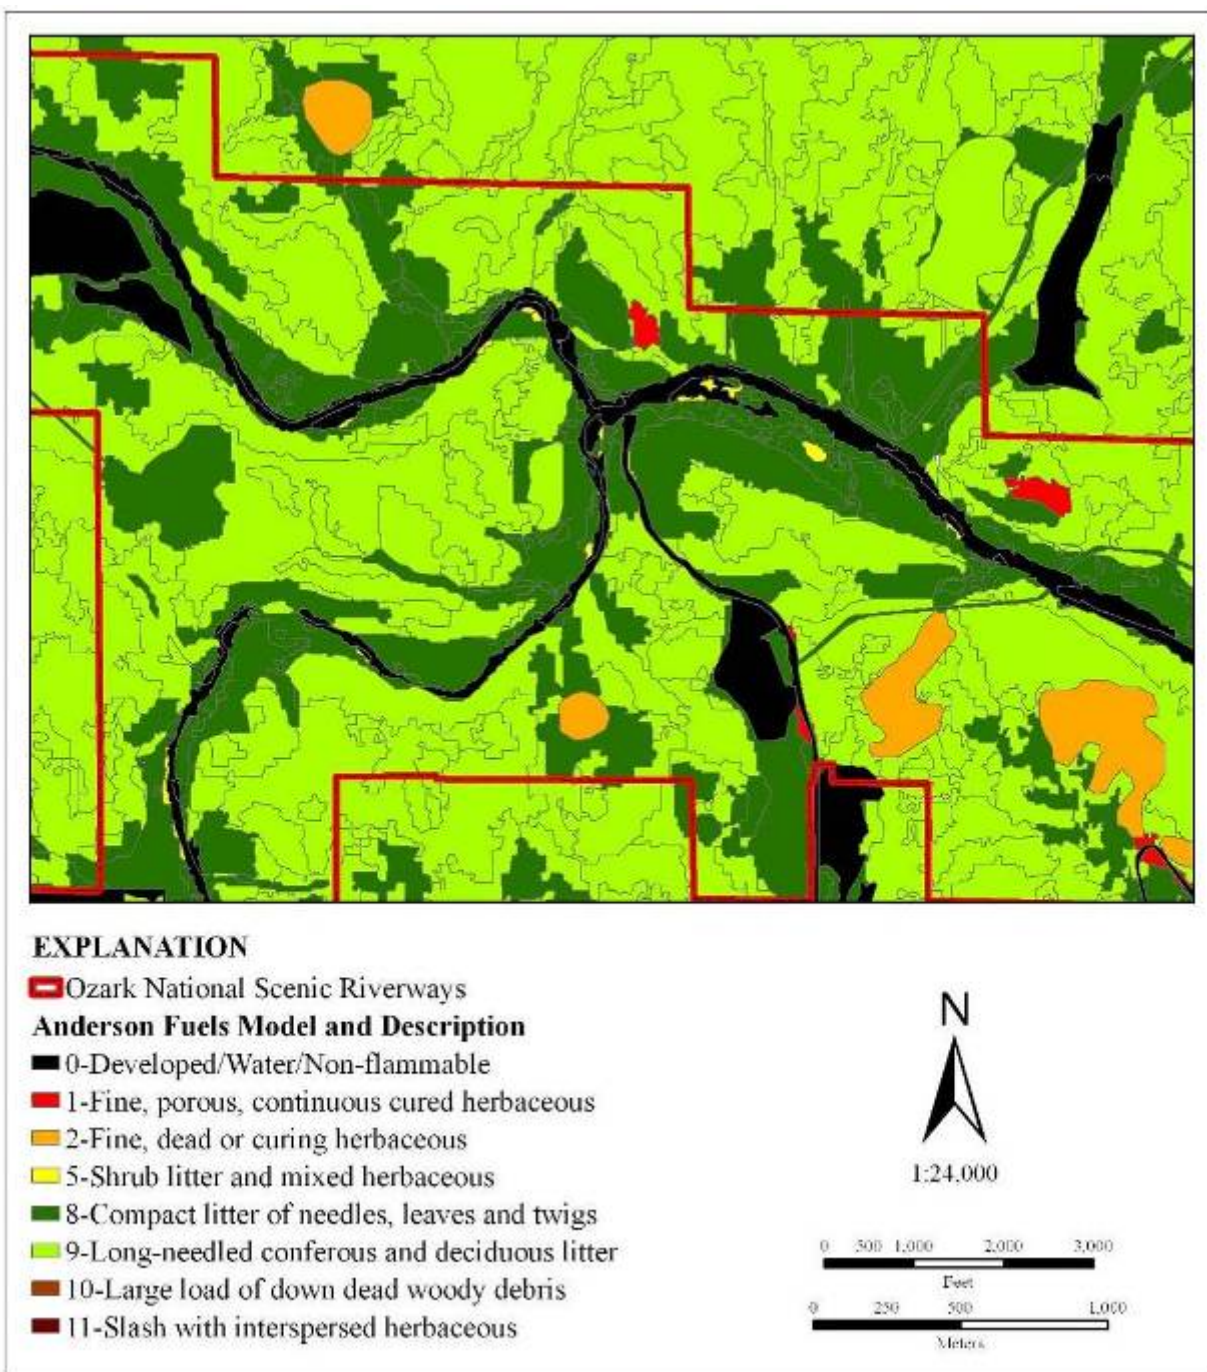 EXPLANATION
Ozark National Scenic Riverways
Anderson Fuels Model and Description
0-Developed/Water/Non-flammable
1-Fine, porous, continuous cured herbaceous
2-Fine, dead or curing herbaceous
5-Shrub litter and mixed herbaceous
8-Compact litter of needles, leaves and twigs
9-Long-needled conferous and deciduous litter
10-Large load of down dead woody debris
11-Slash with interspersed herbaceous
N
1:24,000
0 500 1,000 2,000 3,000
Feet
0 250 500 1,000
Meters